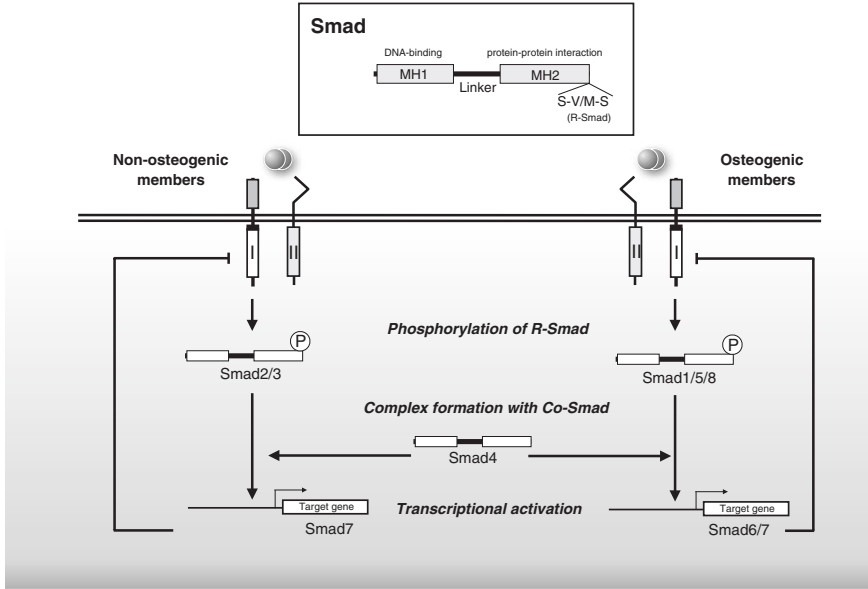 Smad
DNA-binding protein-protein interaction
MH1 MH2
Linker
S-V/M-S
(R-Smad)
Non-osteogenic
members
Osteogenic
members
I II II I
Phosphorylation of R-Smad
P P
Smad2/3 Smad1/5/8
Complex formation with Co-Smad
Smad4
Target gene Transcriptional activation Target gene
Smad7 Smad6/7